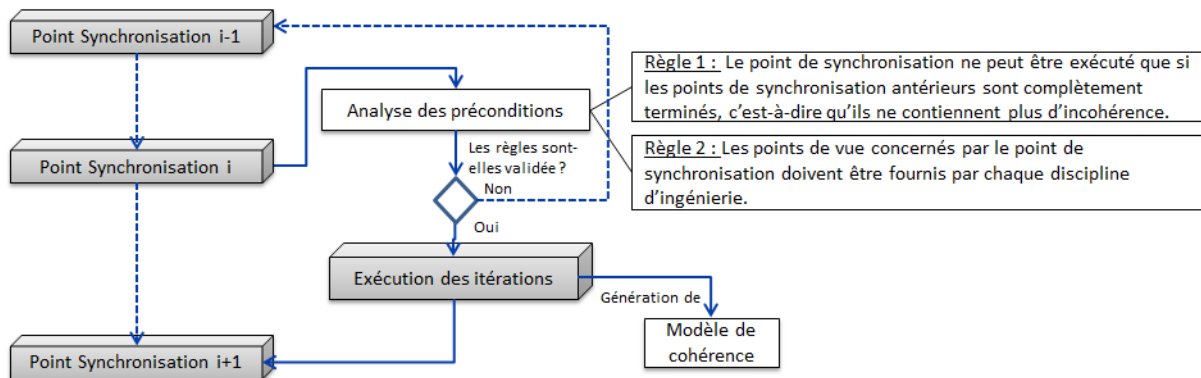 Point Synchronisation i-1
Règle 1 : Le point de synchronisation ne peut être exécuté que si
les points de synchronisation antérieurs sont complètement
terminés, c'est-à-dire qu'ils ne contiennent plus d'incohérence.
Analyse des préconditions
Point Synchronisation i
Les règles sont-
elles validée ?
Non
Règle 2 : Les points de vue concernés par le point de
synchronisation doivent être fournis par chaque discipline
d'ingénierie.
Oui
Exécution des itérations
Génération de
Modèle de
cohérence
Point Synchronisation i+1